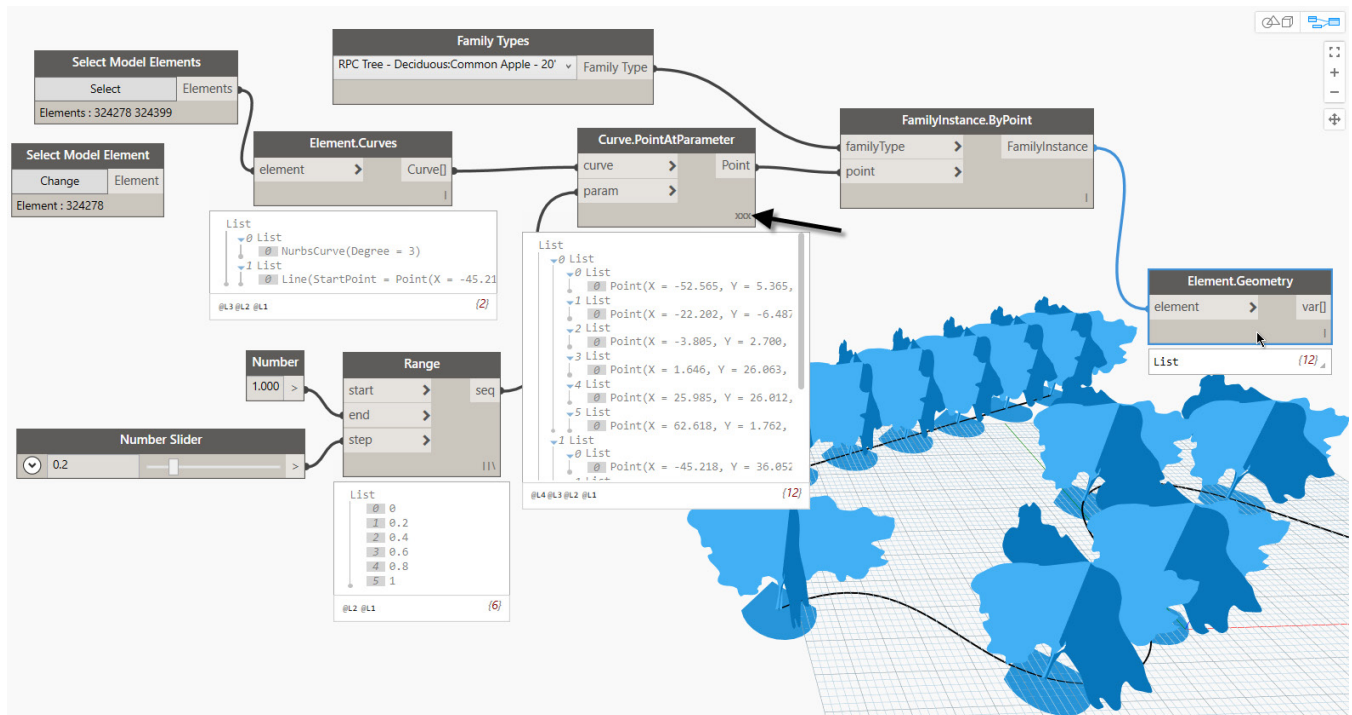 Family Types
RPC Tree - Deciduous:Common Apple - 20'
Family Type
Select Model Elements
Select
Elements
Elements : 324278 324399
Select Model Element
Change
Element
Element : 324278
Element.Curves
element
>
Curve[]
|
List
0 List
0 NurbsCurve(Degree = 3)
1 List
0 Line(StartPoint = Point(X = -45.21
@L3 @L2 @L1
{2}
Curve.PointAtParameter
curve
>
Point
param
>
XXX
List
0 List
0 List
0 Point(X = -52.565, Y = 5.365,
1 List
0 Point(X = -22.202, Y = -6.487
2 List
0 Point(X = -3.805, Y = 2.700,
3 List
0 Point(X = 1.646, Y = 26.063,
4 List
0 Point(X = 25.985, Y = 26.012,
5 List
0 Point(X = 62.618, Y = 1.762,
1 List
0 List
0 Point(X = -45.218, Y = 36.052
@L4 @L3 @L2 @L1
{12}
FamilyInstance.ByPoint
familyType
>
FamilyInstance
point
>
|
Element.Geometry
element
>
var[]
|
List
{12}
Number
1.000
>
Number Slider
0.2
>
Range
start
>
seq
end
>
step
>
||\
List
0 0
1 0.2
2 0.4
3 0.6
4 0.8
5 1
@L2 @L1
{6}